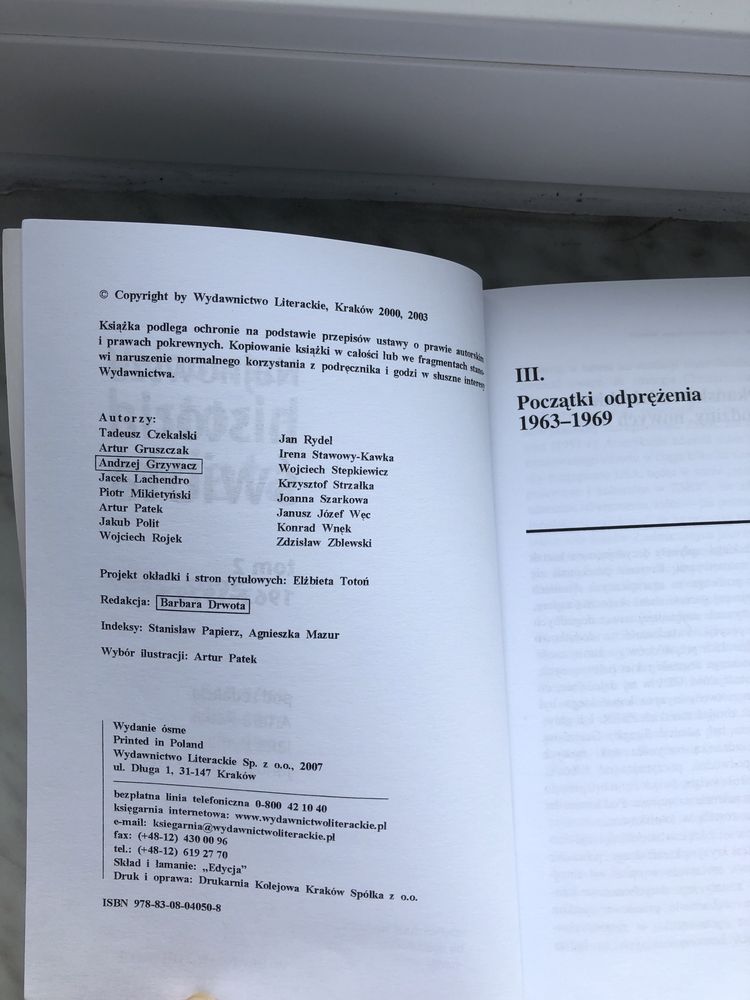 © Copyright by Wydawnictwo Literackie, Kraków 2000, 2003
Książka podlega ochronie na podstawie przepisów ustawy o prawie autorskim
i prawach pokrewnych. Kopiowanie książki w całości lub we fragmentach stano-
wi naruszenie normalnego korzystania z podręcznika i godzi w słuszne interesy
Wydawnictwa.
Autorzy:
Tadeusz Czekalski
Artur Gruszczak
Andrzej Grzywacz
Jacek Lachendro
Piotr Mikietyński
Artur Patek
Jakub Polit
Wojciech Rojek
Jan Rydel
Irena Stawowy-Kawka
Wojciech Stepkiewicz
Krzysztof Strzałka
Joanna Szarkowa
Janusz Józef Węc
Konrad Wnęk
Zdzisław Zblewski
Projekt okładki i stron tytułowych: Elżbieta Totoń
Redakcja: Barbara Drwota
Indeksy: Stanisław Papierz, Agnieszka Mazur
Wybór ilustracji: Artur Patek
Wydanie ósme
Printed in Poland
Wydawnictwo Literackie Sp. z o.o., 2007
ul. Długa 1, 31-147 Kraków
bezpłatna linia telefoniczna 0-800 42 10 40
księgarnia internetowa: www.wydawnictwoliterackie.pl
e-mail: ksiegarnia@wydawnictwoliterackie.pl
fax: (+48-12) 430 00 96
tel.: (+48-12) 619 27 70
Skład i łamanie: „Edycja”
Druk i oprawa: Drukarnia Kolejowa Kraków Spółka z o.o.
ISBN 978-83-08-04050-8
III.
Początki odprężenia
1963–1969